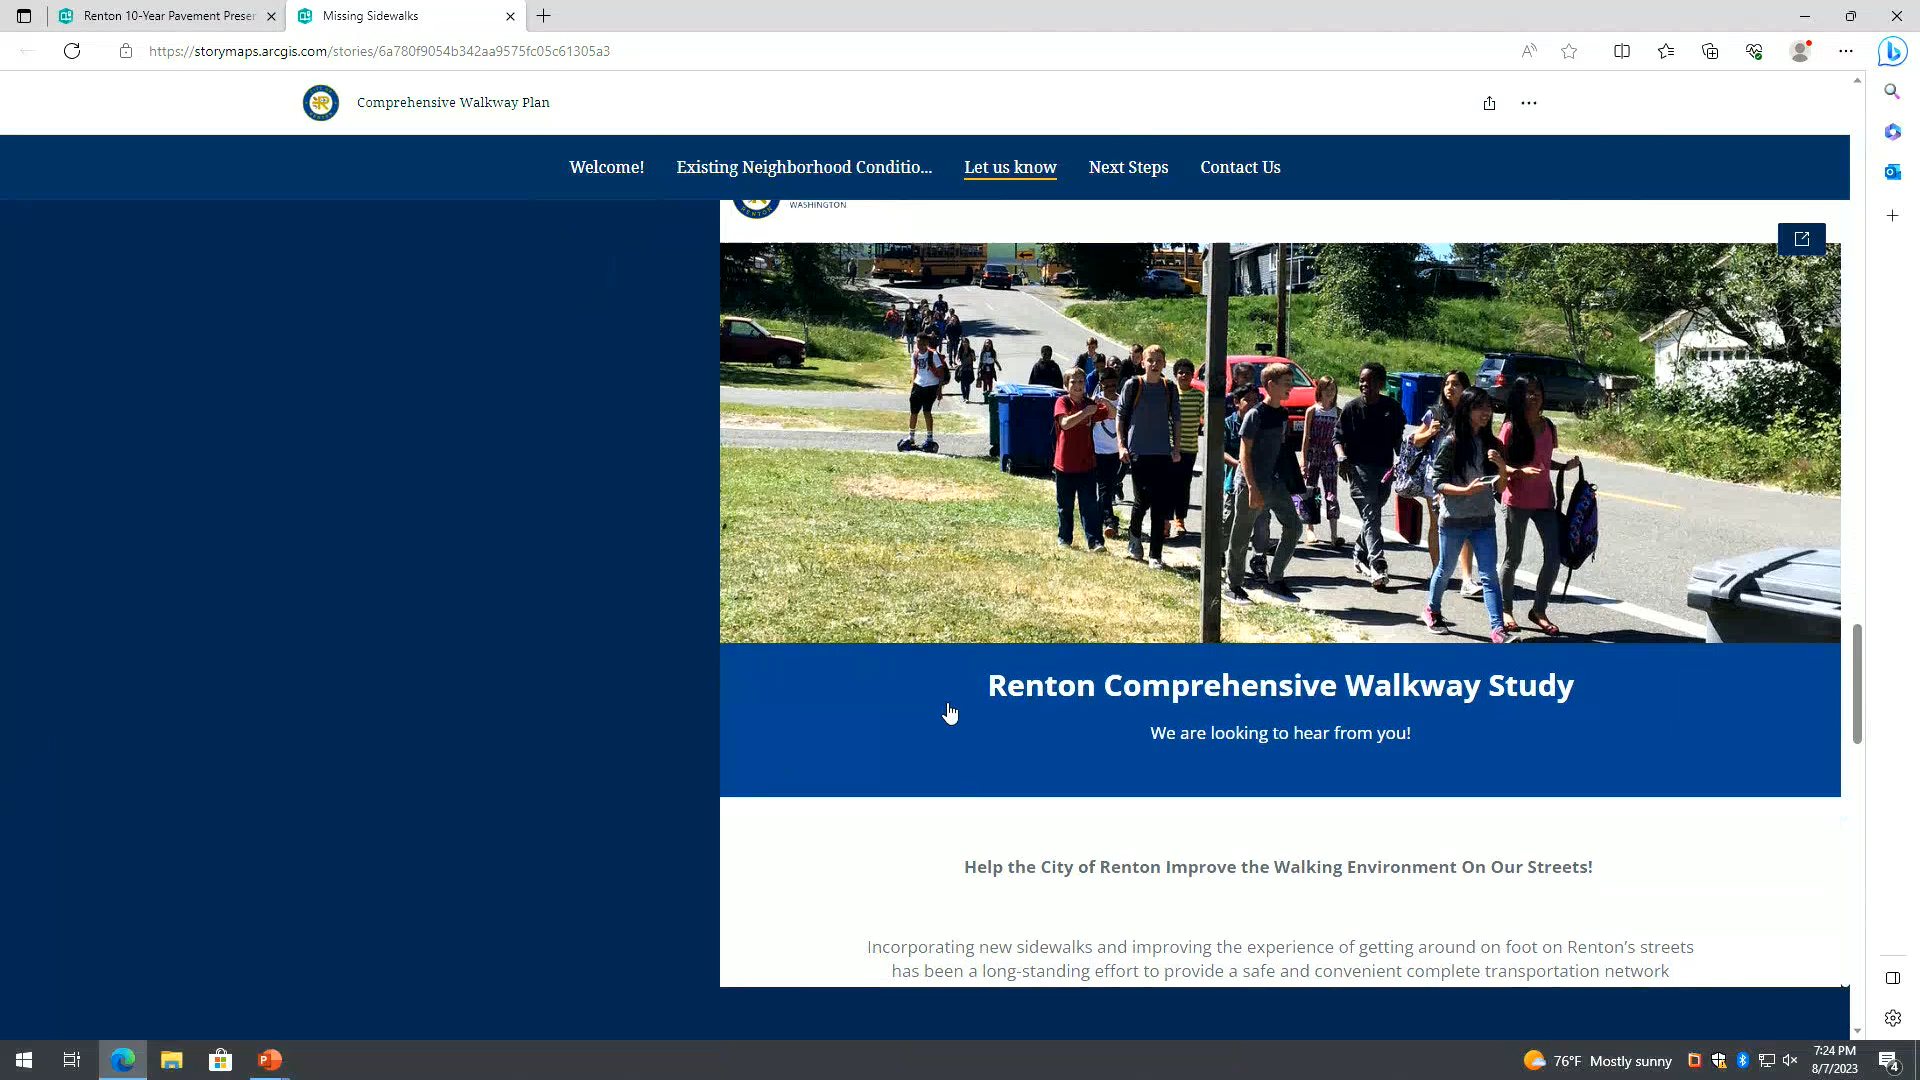 Renton 10-Year Pavement Preser
Missing Sidewalks
https://storymaps.arcgis.com/stories/6a780f9054b342aa9575fc05c61305a3
Comprehensive Walkway Plan
Welcome!
Existing Neighborhood Conditio...
Let us know
Next Steps
Contact Us
RENTON
WASHINGTON
Renton Comprehensive Walkway Study
We are looking to hear from you!
Help the City of Renton Improve the Walking Environment On Our Streets!
Incorporating new sidewalks and improving the experience of getting around on foot on Renton’s streets
has been a long-standing effort to provide a safe and convenient complete transportation network
76°F Mostly sunny
7:24 PM
8/7/2023
4